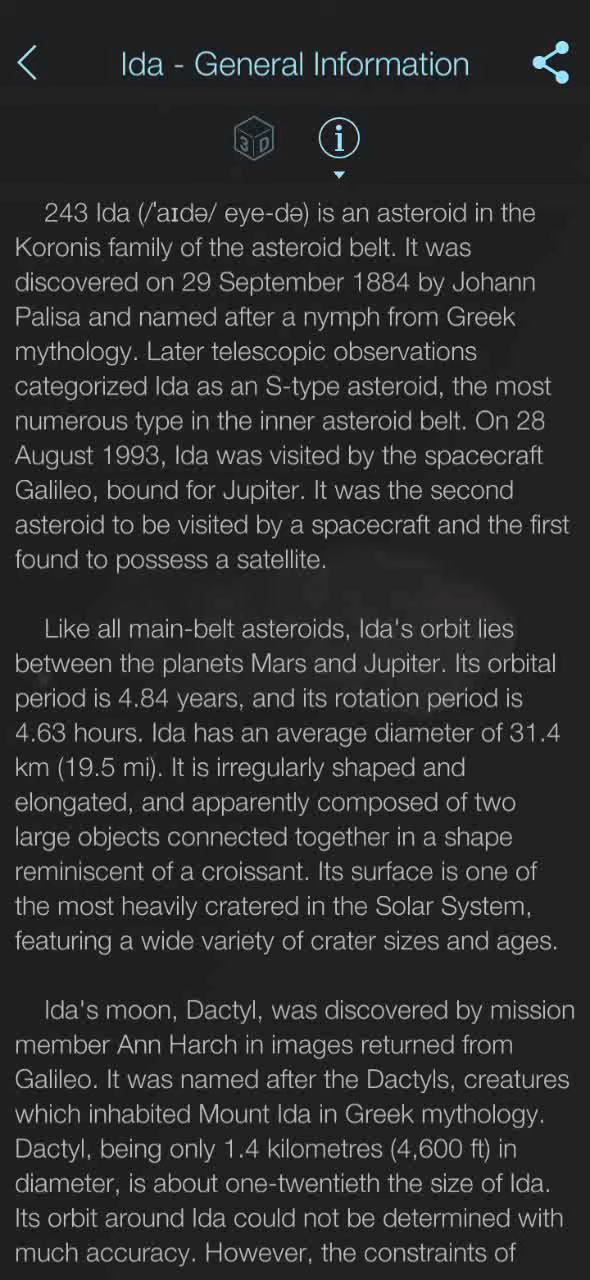 Ida - General Information
3D i
243 Ida (/ˈaɪdə/ eye-də) is an asteroid in the
Koronis family of the asteroid belt. It was
discovered on 29 September 1884 by Johann
Palisa and named after a nymph from Greek
mythology. Later telescopic observations
categorized Ida as an S-type asteroid, the most
numerous type in the inner asteroid belt. On 28
August 1993, Ida was visited by the spacecraft
Galileo, bound for Jupiter. It was the second
asteroid to be visited by a spacecraft and the first
found to possess a satellite.
Like all main-belt asteroids, Ida's orbit lies
between the planets Mars and Jupiter. Its orbital
period is 4.84 years, and its rotation period is
4.63 hours. Ida has an average diameter of 31.4
km (19.5 mi). It is irregularly shaped and
elongated, and apparently composed of two
large objects connected together in a shape
reminiscent of a croissant. Its surface is one of
the most heavily cratered in the Solar System,
featuring a wide variety of crater sizes and ages.
Ida's moon, Dactyl, was discovered by mission
member Ann Harch in images returned from
Galileo. It was named after the Dactyls, creatures
which inhabited Mount Ida in Greek mythology.
Dactyl, being only 1.4 kilometres (4,600 ft) in
diameter, is about one-twentieth the size of Ida.
Its orbit around Ida could not be determined with
much accuracy. However, the constraints of